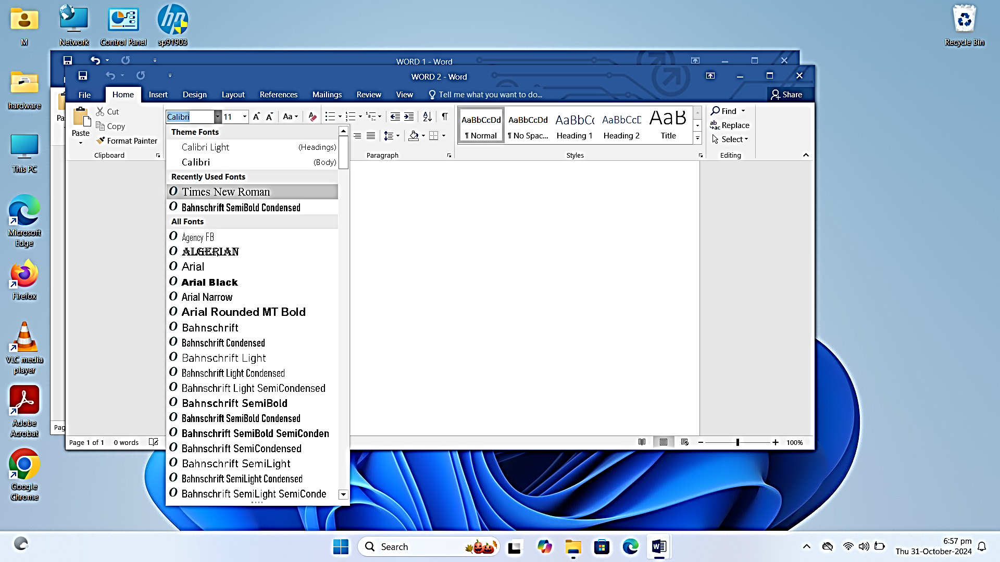 M
Network
Control Panel
sp91903
Recycle Bin
hardware
This PC
Microsoft
Edge
Firefox
VLC media
player
Adobe
Acrobat
Google
Chrome
WORD 1 - Word
WORD 2 - Word
File
Home
Insert
Design
Layout
References
Mailings
Review
View
Tell me what you want to do...
Share
Pa
Paste
Cut
Copy
Format Painter
Clipboard
Calibri
11
Aa
Paragraph
AaBbCcDd
¶ Normal
AaBbCcDd
¶ No Spac...
AaBbCc
Heading 1
AaBbCcD
Heading 2
AaB
Title
Styles
Find
Replace
Select
Editing
Theme Fonts
Calibri Light (Headings)
Calibri (Body)
Recently Used Fonts
Times New Roman
Bahnschrift SemiBold Condensed
All Fonts
Agency FB
ALGERIAN
Arial
Arial Black
Arial Narrow
Arial Rounded MT Bold
Bahnschrift
Bahnschrift Condensed
Bahnschrift Light
Bahnschrift Light Condensed
Bahnschrift Light SemiCondensed
Bahnschrift SemiBold
Bahnschrift SemiBold Condensed
Bahnschrift SemiBold SemiConden
Bahnschrift SemiCondensed
Bahnschrift SemiLight
Bahnschrift SemiLight Condensed
Bahnschrift SemiLight SemiConde
Pag
Page 1 of 1
0 words
100%
Search
6:57 pm
Thu 31-October-2024